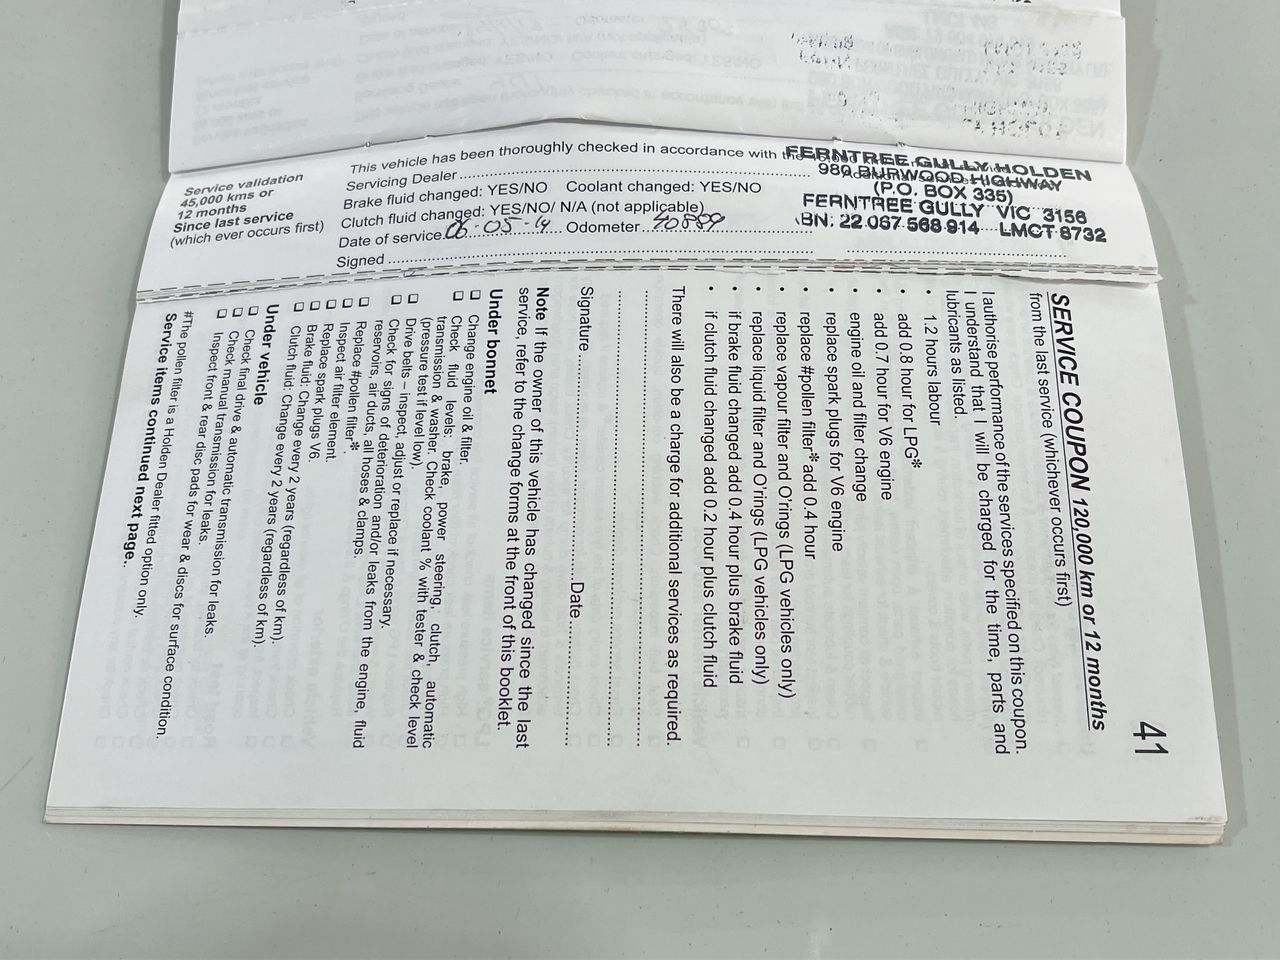 Service validation
45,000 kms or
12 months
Since last service
(which ever occurs first)
This vehicle has been thoroughly checked in accordance with the
Servicing Dealer
Brake fluid changed: YES/NO Coolant changed: YES/NO
Clutch fluid changed: YES/NO/ N/A (not applicable)
Date of service 06-05-14 Odometer 40889
Signed
FERNTREE GULLY HOLDEN
980 BURWOOD HIGHWAY
(P.O. BOX 335)
FERNTREE GULLY VIC 3156
BN: 22 067 568 914 LMCT 8732
41
SERVICE COUPON 120,000 km or 12 months
from the last service (whichever occurs first)
I authorise performance of the services specified on this coupon.
I understand that I will be charged for the time, parts and
lubricants as listed.
• 1.2 hours labour
• add 0.8 hour for LPG*
• add 0.7 hour for V6 engine
• engine oil and filter change
• replace spark plugs for V6 engine
• replace #pollen filter* add 0.4 hour
• replace vapour filter and O'rings (LPG vehicles only)
• replace liquid filter and O'rings (LPG vehicles only)
• if brake fluid changed add 0.4 hour plus brake fluid
• if clutch fluid changed add 0.2 hour plus clutch fluid
There will also be a charge for additional services as required.
Signature Date
Note If the owner of this vehicle has changed since the last
service, refer to the change forms at the front of this booklet.
Under bonnet
❑ Change engine oil & filter.
❑ Check fluid levels: brake, power steering, clutch, automatic
transmission & washer. Check coolant % with tester & check level
(pressure test if level low).
❑ Drive belts – inspect, adjust or replace if necessary.
❑ Check for signs of deterioration and/or leaks from the engine, fluid
reservoirs, air ducts, all hoses & clamps.
❑ Replace #pollen filter*.
❑ Inspect air filter element.
❑ Replace spark plugs V6.
❑ Brake fluid: Change every 2 years (regardless of km).
❑ Clutch fluid: Change every 2 years (regardless of km).
Under vehicle
❑ Check final drive & automatic transmission for leaks.
❑ Check manual transmission for leaks.
❑ Inspect front & rear disc pads for wear & discs for surface condition.
#The pollen filter is a Holden Dealer fitted option only.
Service items continued next page.